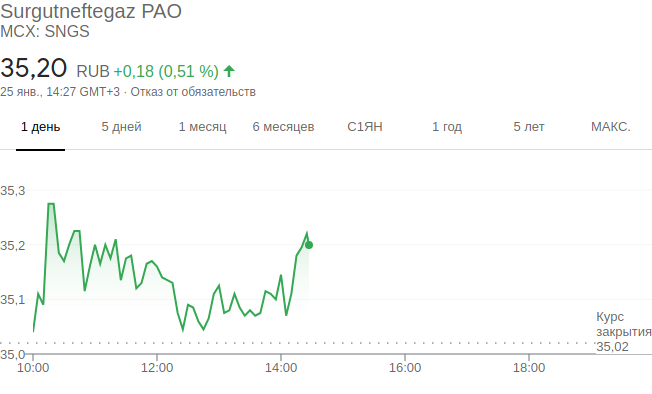 Surgutneftegaz PAO
MCX: SNGS
35,20 RUB +0,18 (0,51 %)
25 янв., 14:27 GMT+3 · Отказ от обязательств
1 день 5 дней 1 месяц 6 месяцев С1ЯН 1 год 5 лет МАКС.
35,3
35,2
35,1
Курс
закрытия
35,02
35,0
10:00 12:00 14:00 16:00 18:00